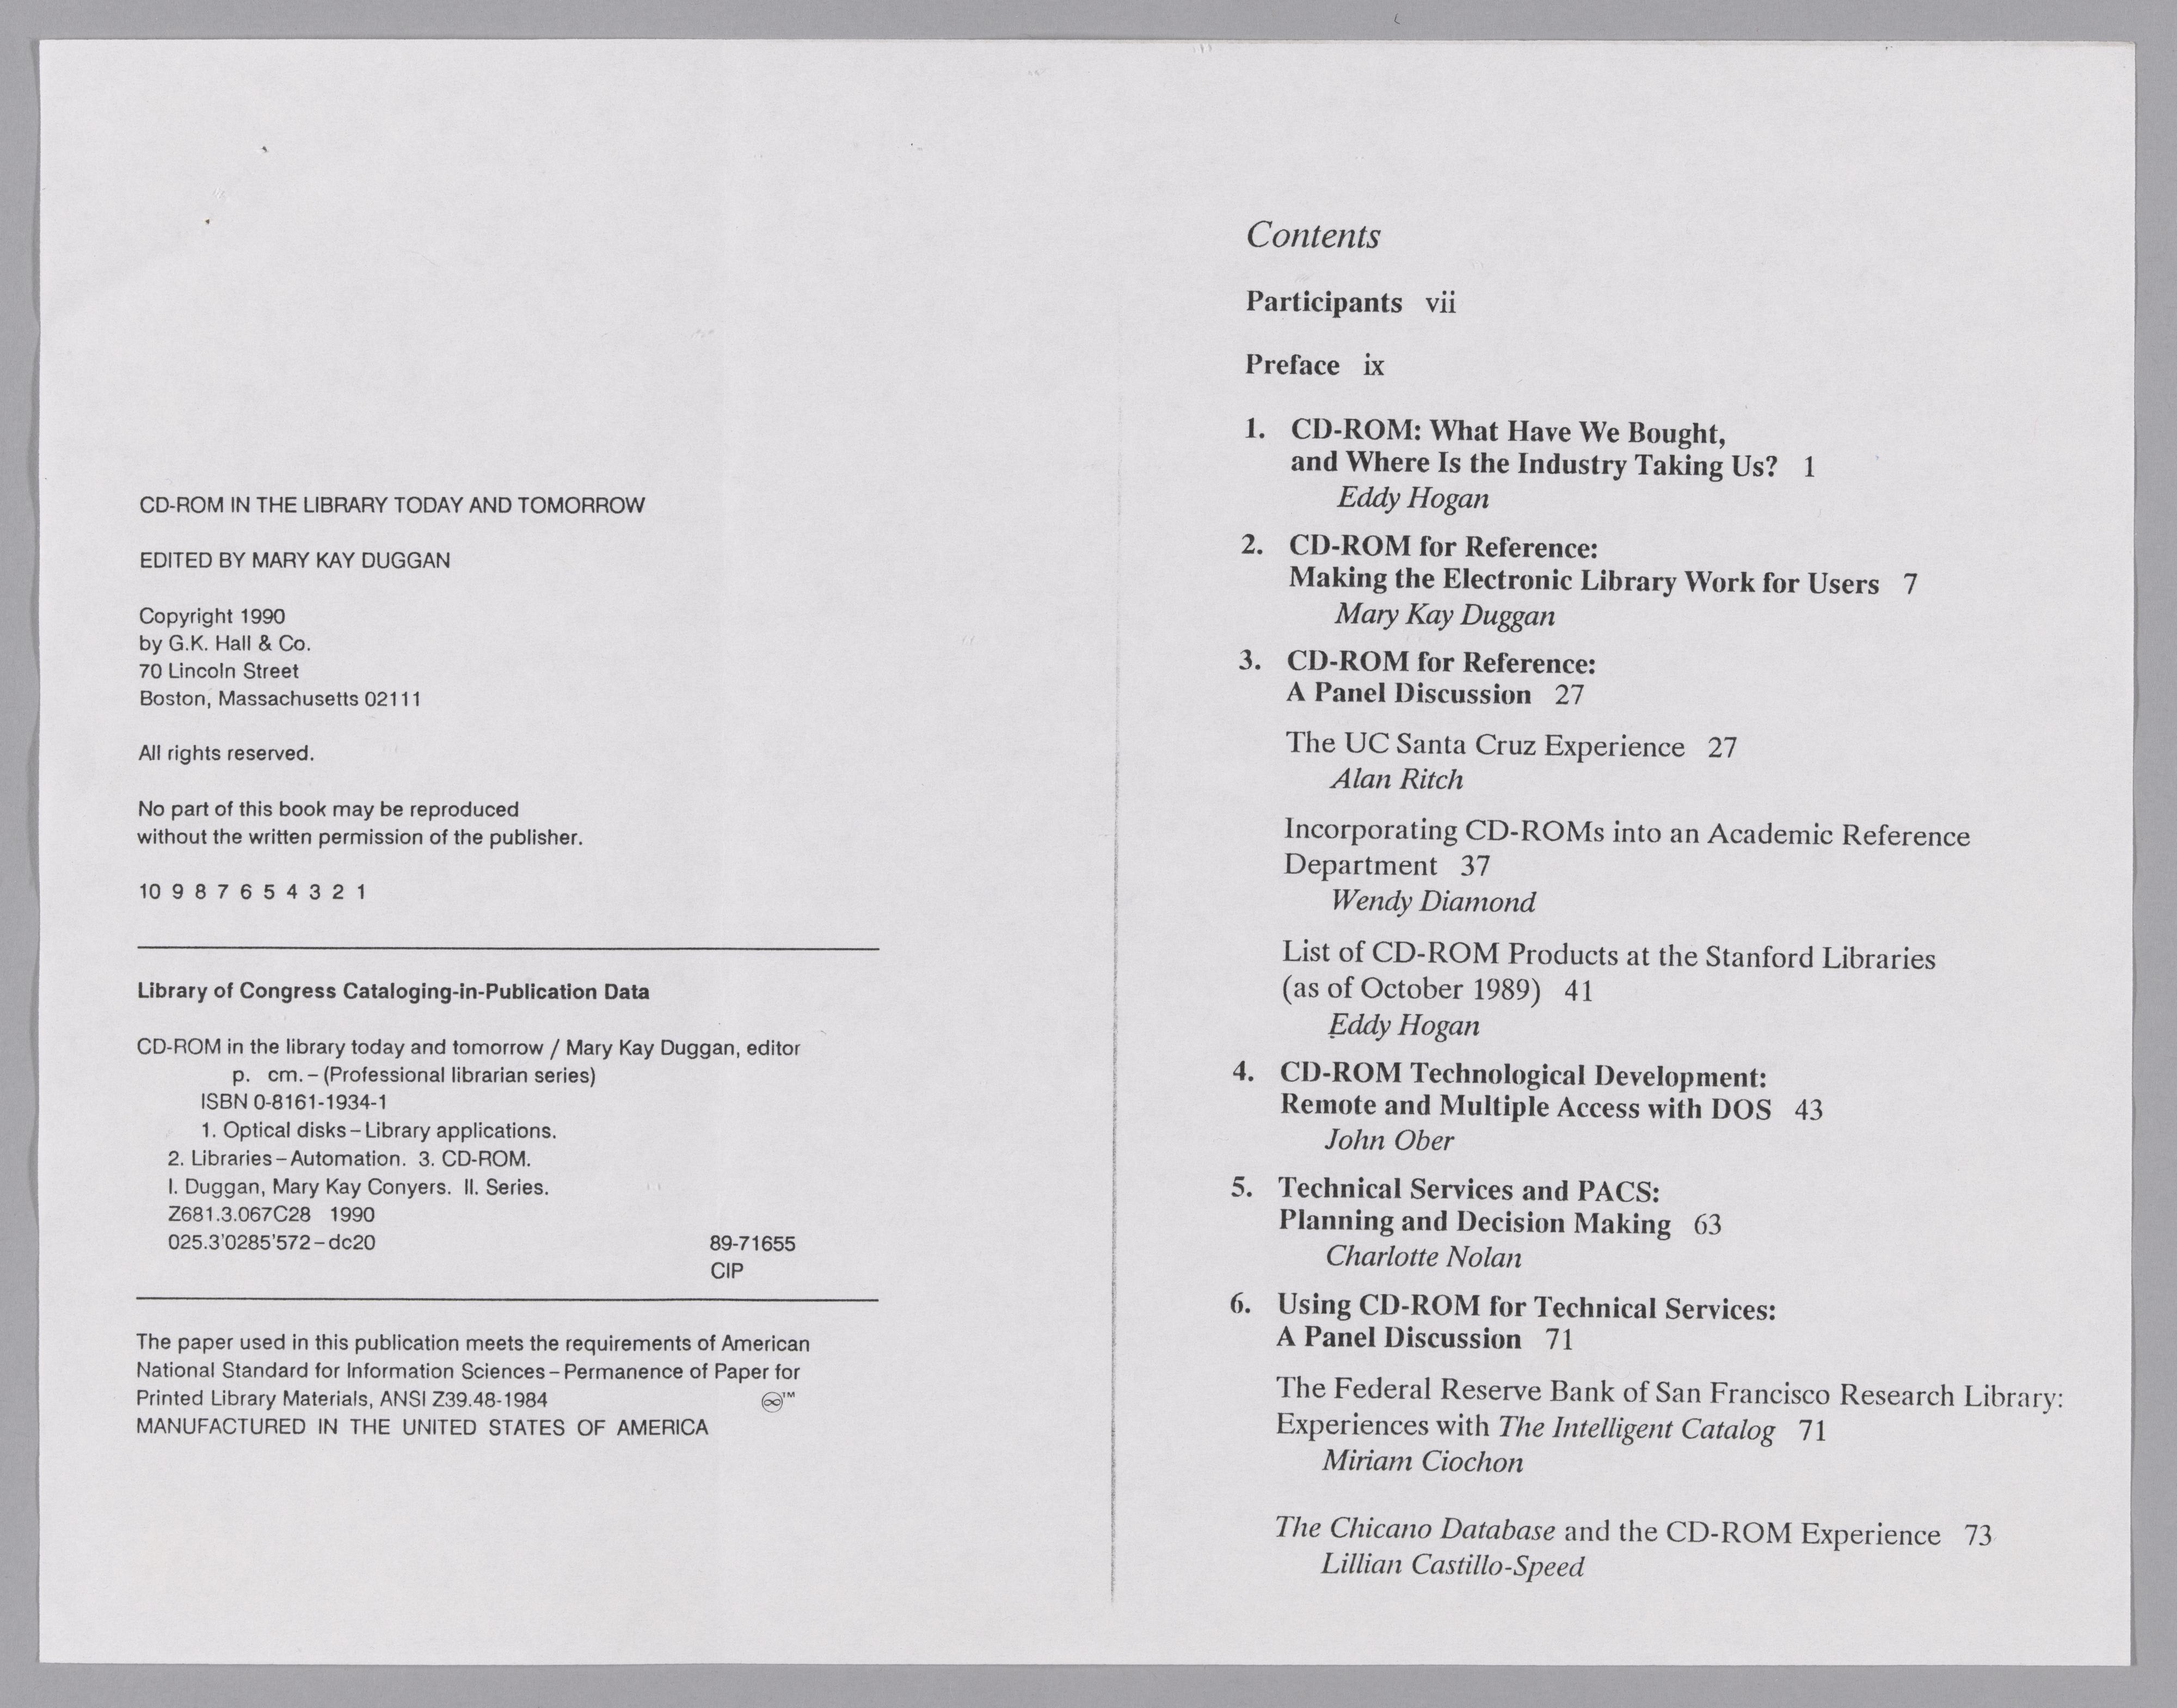 CD-ROM IN THE LIBRARY TODAY AND TOMORROW
EDITED BY MARY KAY DUGGAN
Copyright 1990
by G.K. Hall & Co.
70 Lincoln Street
Boston, Massachusetts 02111
All rights reserved.
No part of this book may be reproduced
without the written permission of the publisher.
10 9 8 7 6 5 4 3 2 1
Library of Congress Cataloging-in-Publication Data
CD-ROM in the library today and tomorrow / Mary Kay Duggan, editor
p. cm. – (Professional librarian series)
ISBN 0-8161-1934-1
1. Optical disks – Library applications.
2. Libraries – Automation. 3. CD-ROM.
I. Duggan, Mary Kay Conyers. II. Series.
Z681.3.067C28 1990
025.3'0285'572 – dc20 89-71655
CIP
The paper used in this publication meets the requirements of American
National Standard for Information Sciences – Permanence of Paper for
Printed Library Materials, ANSI Z39.48-1984 ♾™
MANUFACTURED IN THE UNITED STATES OF AMERICA
Contents
Participants vii
Preface ix
1. CD-ROM: What Have We Bought,
and Where Is the Industry Taking Us? 1
Eddy Hogan
2. CD-ROM for Reference:
Making the Electronic Library Work for Users 7
Mary Kay Duggan
3. CD-ROM for Reference:
A Panel Discussion 27
The UC Santa Cruz Experience 27
Alan Ritch
Incorporating CD-ROMs into an Academic Reference
Department 37
Wendy Diamond
List of CD-ROM Products at the Stanford Libraries
(as of October 1989) 41
Eddy Hogan
4. CD-ROM Technological Development:
Remote and Multiple Access with DOS 43
John Ober
5. Technical Services and PACS:
Planning and Decision Making 63
Charlotte Nolan
6. Using CD-ROM for Technical Services:
A Panel Discussion 71
The Federal Reserve Bank of San Francisco Research Library:
Experiences with The Intelligent Catalog 71
Miriam Ciochon
The Chicano Database and the CD-ROM Experience 73
Lillian Castillo-Speed